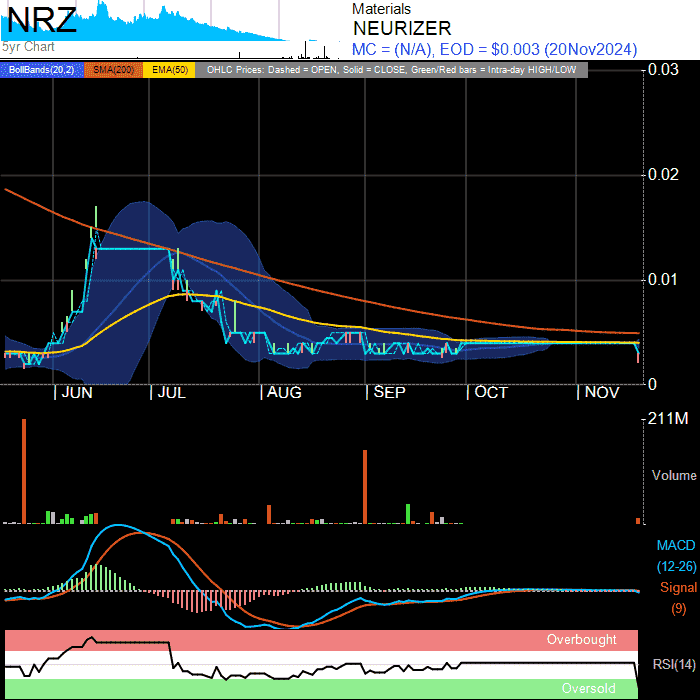 NRZ
5yr Chart
Materials
NEURIZER
MC = (N/A), EOD = $0.003 (20Nov2024)
BollBands(20,2) SMA(200) EMA(50) OHLC Prices: Dashed = OPEN, Solid = CLOSE, Green/Red bars = Intra-day HIGH/LOW
0.03
0.02
0.01
0
JUN JUL AUG SEP OCT NOV
211M
Volume
MACD
(12-26)
Signal
(9)
Overbought
RSI(14)
Oversold